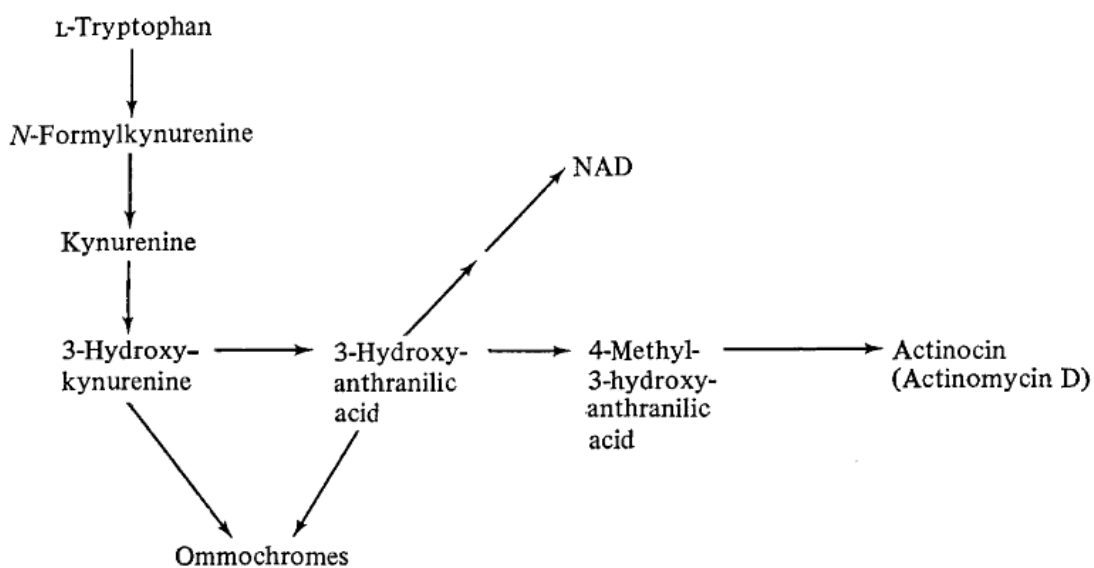 L-Tryptophan
N-Formylkynurenine
NAD
Kynurenine
3-Hydroxy-
kynurenine
3-Hydroxy-
anthranilic
acid
4-Methyl-
3-hydroxy-
anthranilic
acid
Actinocin
(Actinomycin D)
Ommochromes